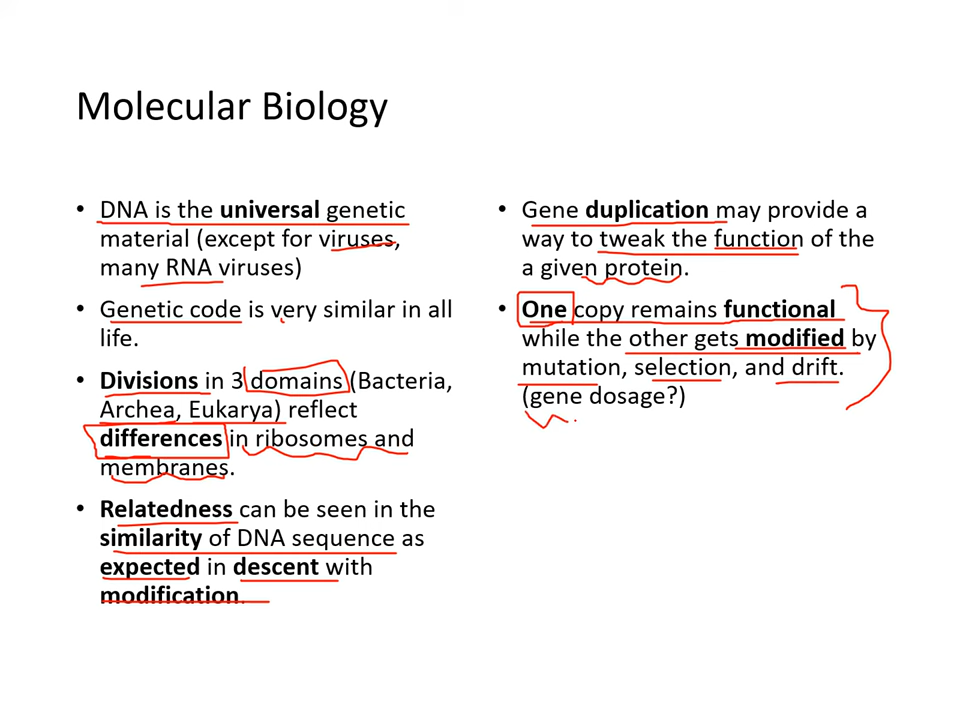 Molecular Biology
• DNA is the universal genetic
material (except for viruses,
many RNA viruses)
• Genetic code is very similar in all
life.
• Divisions in 3 domains (Bacteria,
Archea, Eukarya) reflect
differences in ribosomes and
membranes.
• Relatedness can be seen in the
similarity of DNA sequence as
expected in descent with
modification.
• Gene duplication may provide a
way to tweak the function of the
a given protein.
• One copy remains functional
while the other gets modified by
mutation, selection, and drift.
(gene dosage?)